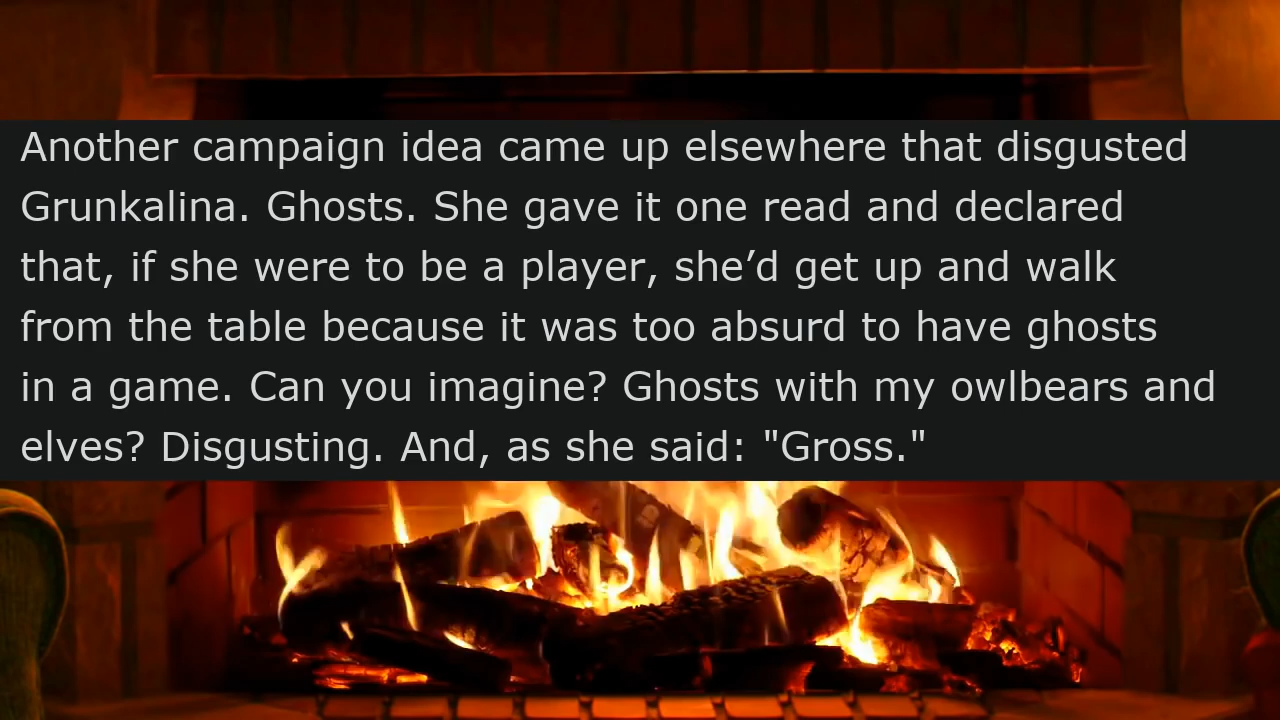 Another campaign idea came up elsewhere that disgusted
Grunkalina. Ghosts. She gave it one read and declared
that, if she were to be a player, she’d get up and walk
from the table because it was too absurd to have ghosts
in a game. Can you imagine? Ghosts with my owlbears and
elves? Disgusting. And, as she said: "Gross."